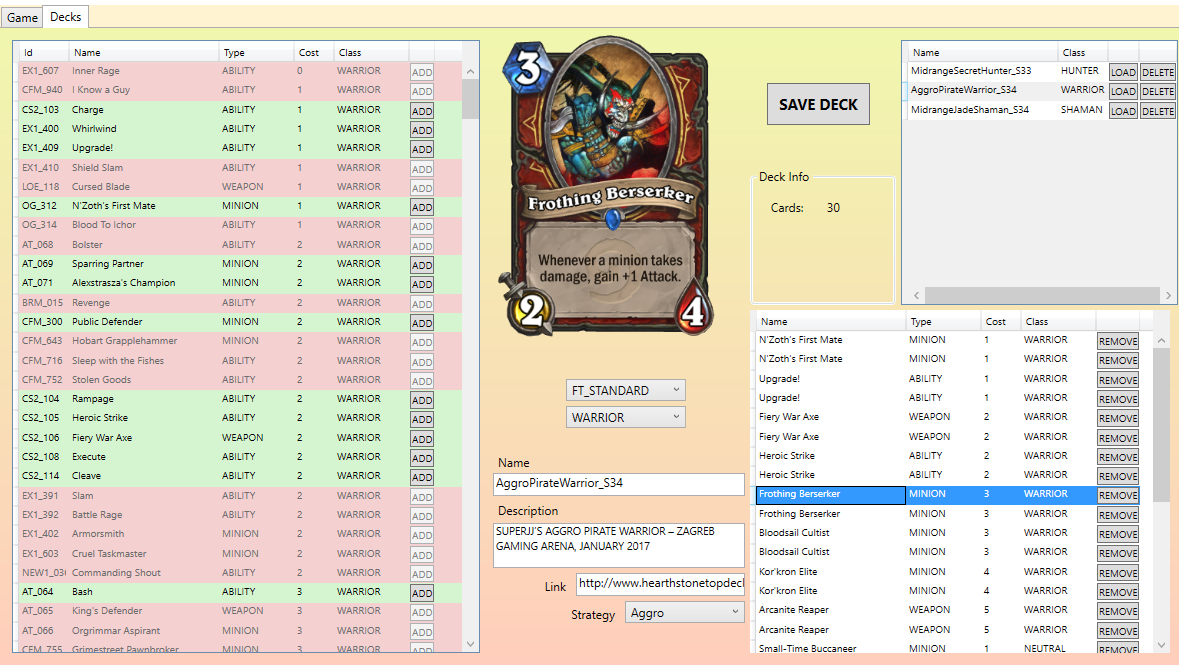 Game Decks
Id Name Type Cost Class
EX1_607 Inner Rage ABILITY 0 WARRIOR ADD
CFM_940 I Know a Guy ABILITY 1 WARRIOR ADD
CS2_103 Charge ABILITY 1 WARRIOR ADD
EX1_400 Whirlwind ABILITY 1 WARRIOR ADD
EX1_409 Upgrade! ABILITY 1 WARRIOR ADD
EX1_410 Shield Slam ABILITY 1 WARRIOR ADD
LOE_118 Cursed Blade WEAPON 1 WARRIOR ADD
OG_312 N'Zoth's First Mate MINION 1 WARRIOR ADD
OG_314 Blood To Ichor ABILITY 1 WARRIOR ADD
AT_068 Bolster ABILITY 2 WARRIOR ADD
AT_069 Sparring Partner MINION 2 WARRIOR ADD
AT_071 Alexstrasza's Champion MINION 2 WARRIOR ADD
BRM_015 Revenge ABILITY 2 WARRIOR ADD
CFM_300 Public Defender MINION 2 WARRIOR ADD
CFM_643 Hobart Grapplehammer MINION 2 WARRIOR ADD
CFM_716 Sleep with the Fishes ABILITY 2 WARRIOR ADD
CFM_752 Stolen Goods ABILITY 2 WARRIOR ADD
CS2_104 Rampage ABILITY 2 WARRIOR ADD
CS2_105 Heroic Strike ABILITY 2 WARRIOR ADD
CS2_106 Fiery War Axe WEAPON 2 WARRIOR ADD
CS2_108 Execute ABILITY 2 WARRIOR ADD
CS2_114 Cleave ABILITY 2 WARRIOR ADD
EX1_391 Slam ABILITY 2 WARRIOR ADD
EX1_392 Battle Rage ABILITY 2 WARRIOR ADD
EX1_402 Armorsmith MINION 2 WARRIOR ADD
EX1_603 Cruel Taskmaster MINION 2 WARRIOR ADD
NEW1_036 Commanding Shout ABILITY 2 WARRIOR ADD
AT_064 Bash ABILITY 3 WARRIOR ADD
AT_065 King's Defender WEAPON 3 WARRIOR ADD
AT_066 Orgrimmar Aspirant MINION 3 WARRIOR ADD
CFM_755 Grimestreet Pawnbroker MINION 3 WARRIOR ADD
3
Frothing Berserker
Whenever a minion takes
damage, gain +1 Attack.
2 4
FT_STANDARD
WARRIOR
Name
AggroPirateWarrior_S34
Description
SUPERJJ'S AGGRO PIRATE WARRIOR – ZAGREB
GAMING ARENA, JANUARY 2017
Link http://www.hearthstonetopdecl
Strategy Aggro
SAVE DECK
Deck Info
Cards: 30
Name Class
MidrangeSecretHunter_S33 HUNTER LOAD DELETE
AggroPirateWarrior_S34 WARRIOR LOAD DELETE
MidrangeJadeShaman_S34 SHAMAN LOAD DELETE
Name Type Cost Class
N'Zoth's First Mate MINION 1 WARRIOR REMOVE
N'Zoth's First Mate MINION 1 WARRIOR REMOVE
Upgrade! ABILITY 1 WARRIOR REMOVE
Upgrade! ABILITY 1 WARRIOR REMOVE
Fiery War Axe WEAPON 2 WARRIOR REMOVE
Fiery War Axe WEAPON 2 WARRIOR REMOVE
Heroic Strike ABILITY 2 WARRIOR REMOVE
Heroic Strike ABILITY 2 WARRIOR REMOVE
Frothing Berserker MINION 3 WARRIOR REMOVE
Frothing Berserker MINION 3 WARRIOR REMOVE
Bloodsail Cultist MINION 3 WARRIOR REMOVE
Bloodsail Cultist MINION 3 WARRIOR REMOVE
Kor'kron Elite MINION 4 WARRIOR REMOVE
Kor'kron Elite MINION 4 WARRIOR REMOVE
Arcanite Reaper WEAPON 5 WARRIOR REMOVE
Arcanite Reaper WEAPON 5 WARRIOR REMOVE
Small-Time Buccaneer MINION 1 NEUTRAL REMOVE